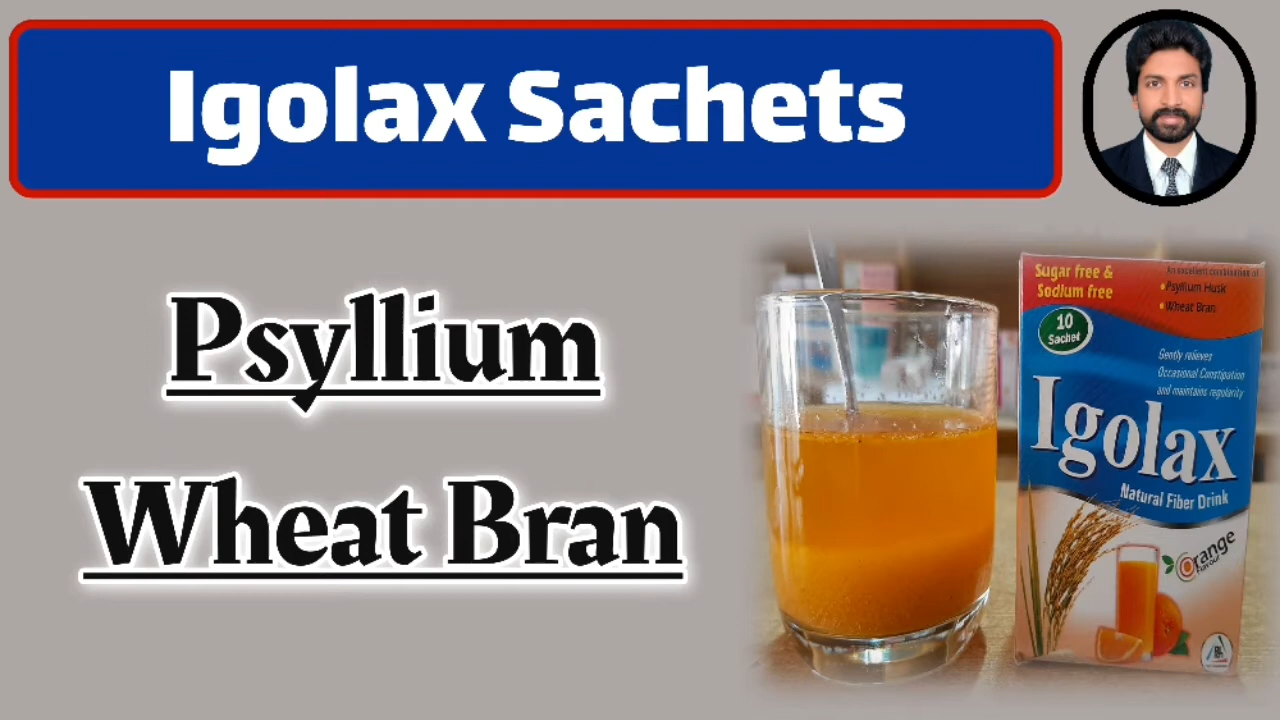 Igolax Sachets
Psyllium
Wheat Bran
Sugar free &
Sodium free
An excellent combination of
•Psyllium Husk
•Wheat Bran
10
Sachet
Gently relieves
Occasional Constipation
and maintains regularity
Igolax
Natural Fiber Drink
Orange
Flavour